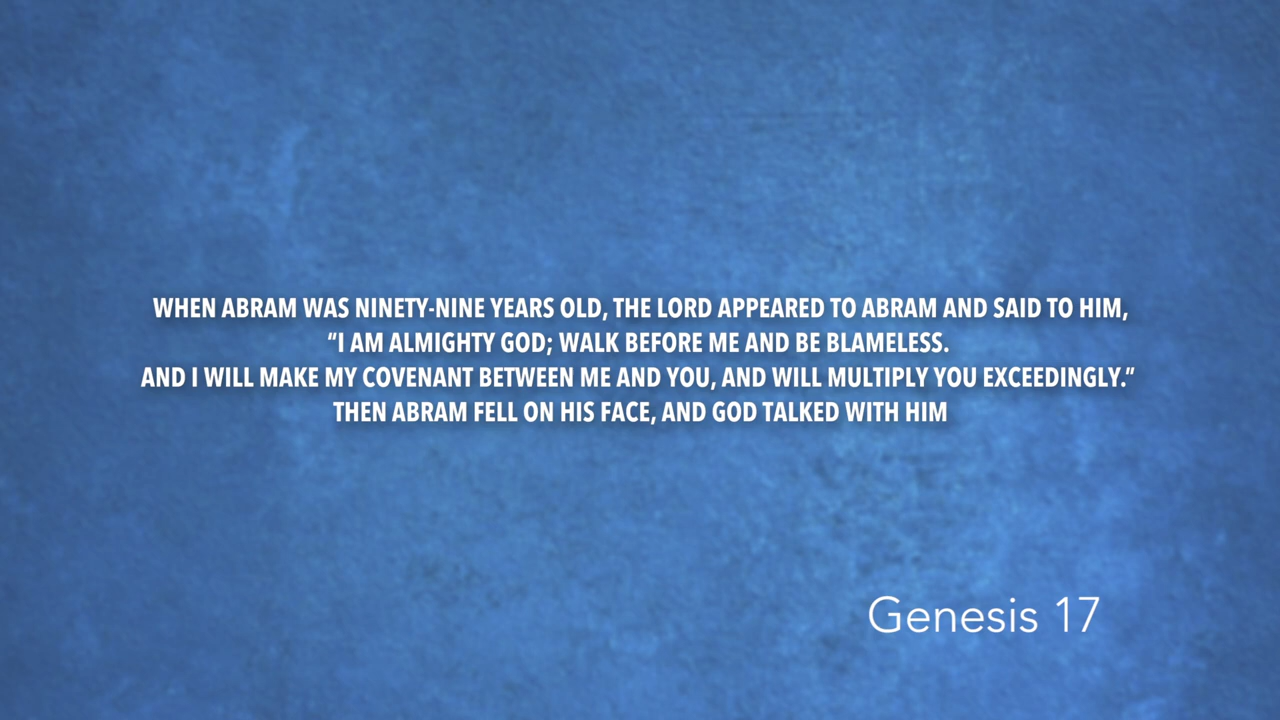 WHEN ABRAM WAS NINETY-NINE YEARS OLD, THE LORD APPEARED TO ABRAM AND SAID TO HIM,
“I AM ALMIGHTY GOD; WALK BEFORE ME AND BE BLAMELESS.
AND I WILL MAKE MY COVENANT BETWEEN ME AND YOU, AND WILL MULTIPLY YOU EXCEEDINGLY.”
THEN ABRAM FELL ON HIS FACE, AND GOD TALKED WITH HIM
Genesis 17